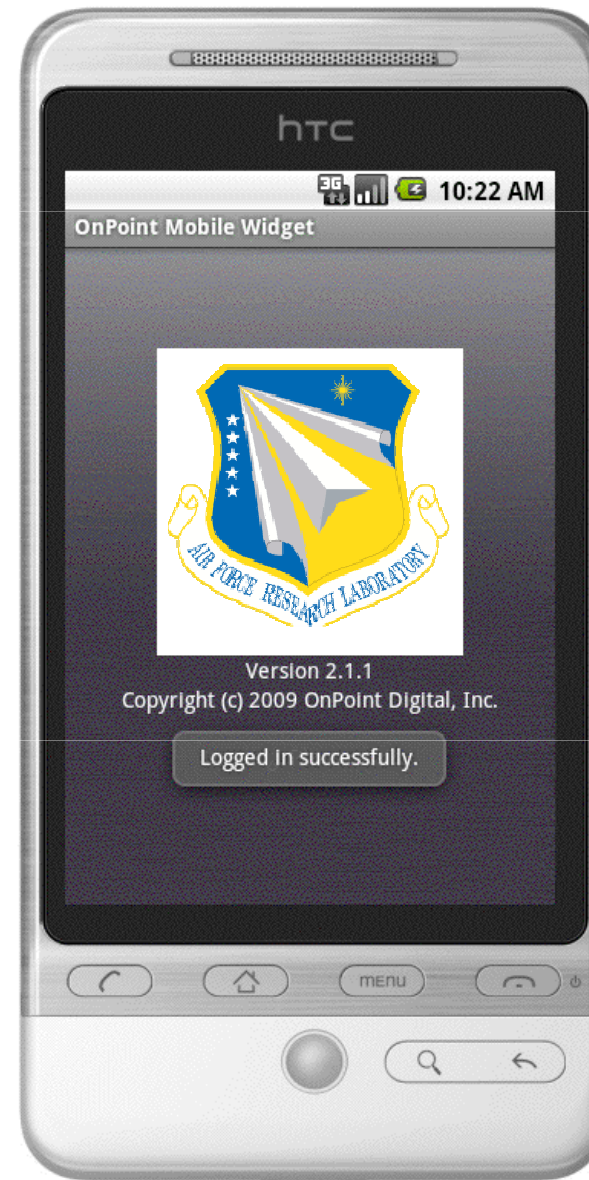 hTC
3G
10:22 AM
OnPoint Mobile Widget
AIR FORCE RESEARCH LABORATORY
Version 2.1.1
Copyright (c) 2009 OnPoint Digital, Inc.
Logged in successfully.
menu